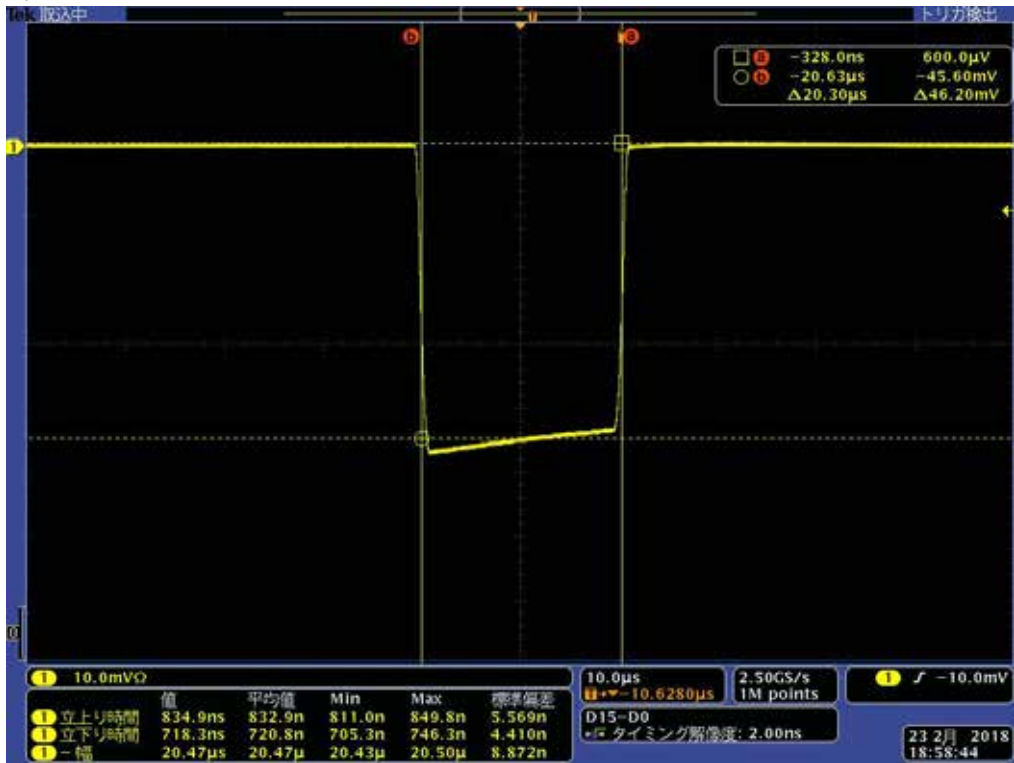 Tek 取込中 トリガ検出
b a
a -328.0ns 600.0µV
b -20.63µs -45.60mV
Δ20.30µs Δ46.20mV
1
1 10.0mVΩ
値 平均値 Min Max 標準偏差
1 立上り時間 834.9ns 832.9n 811.0n 849.8n 5.569n
1 立下り時間 718.3ns 720.8n 705.3n 746.3n 4.410n
1 -幅 20.47µs 20.47µ 20.43µ 20.50µ 8.872n
10.0µs
-10.6280µs
2.50GS/s
1M points
1 -10.0mV
D15-D0
タイミング解像度: 2.00ns
23 2月 2018
18:58:44